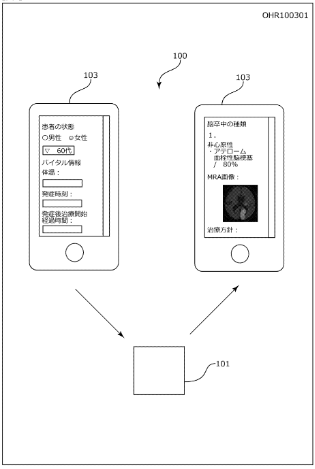 OHR100301
100
103
103
患者の状態
○男性 ◎女性
▽ 60代
バイタル情報
体温：
発症時刻：
発症後治療開始
経過時間：
脳卒中の種類
1.
非心原性
・アテローム
血栓性脳梗塞
/ 80%
MRA画像：
治療方針：
101